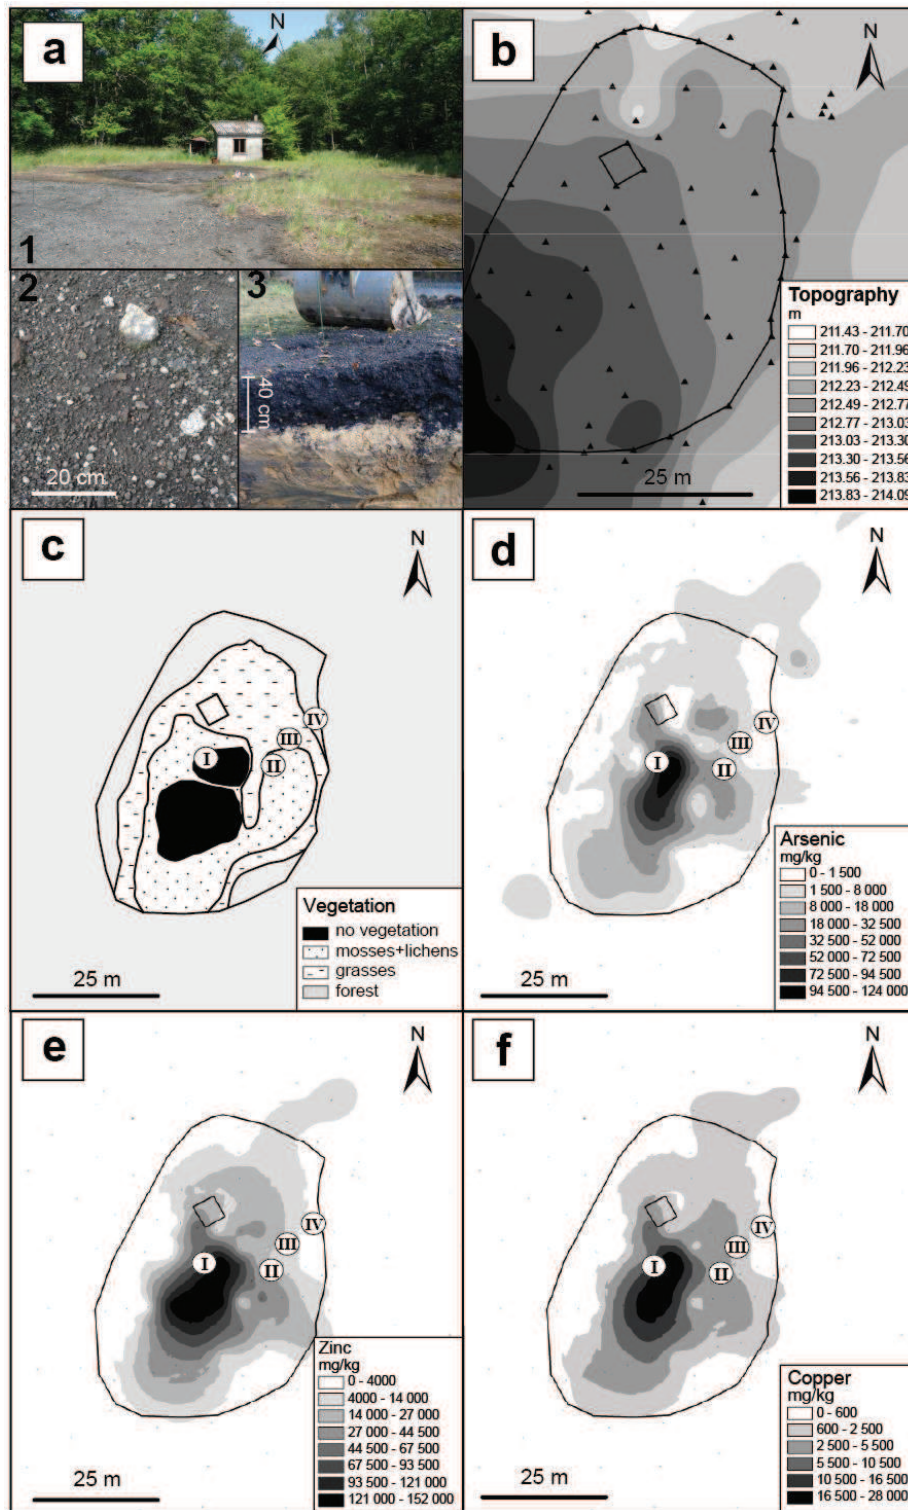 a
N
1
2
20 cm
3
40 cm
b
N
Topography
m
211.43 - 211.70
211.70 - 211.96
211.96 - 212.23
212.23 - 212.49
212.49 - 212.77
212.77 - 213.03
213.03 - 213.30
213.30 - 213.56
213.56 - 213.83
213.83 - 214.09
25 m
c
N
I
II
III
IV
Vegetation
no vegetation
mosses+lichens
grasses
forest
25 m
d
N
I
II
III
IV
Arsenic
mg/kg
0 - 1 500
1 500 - 8 000
8 000 - 18 000
18 000 - 32 500
32 500 - 52 000
52 000 - 72 500
72 500 - 94 500
94 500 - 124 000
25 m
e
N
I
II
III
IV
Zinc
mg/kg
0 - 4000
4000 - 14 000
14 000 - 27 000
27 000 - 44 500
44 500 - 67 500
67 500 - 93 500
93 500 - 121 000
121 000 - 152 000
25 m
f
N
I
II
III
IV
Copper
mg/kg
0 - 600
600 - 2 500
2 500 - 5 500
5 500 - 10 500
10 500 - 16 500
16 500 - 28 000
25 m